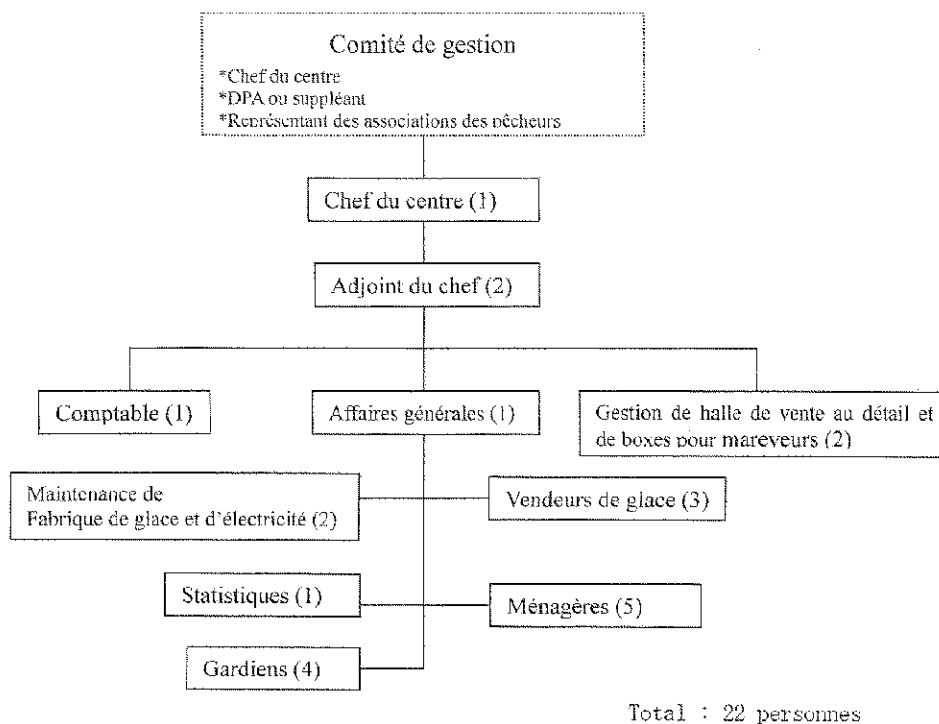 Comité de gestion
*Chef du centre
*DPA ou suppléant
*Représentant des associations des pêcheurs
Chef du centre (1)
Adjoint du chef (2)
Comptable (1)
Affaires générales (1)
Gestion de halle de vente au détail et
de boxes pour mareyeurs (2)
Maintenance de
Fabrique de glace et d'électricité (2)
Vendeurs de glace (3)
Statistiques (1)
Ménagères (5)
Gardiens (4)
Total : 22 personnes